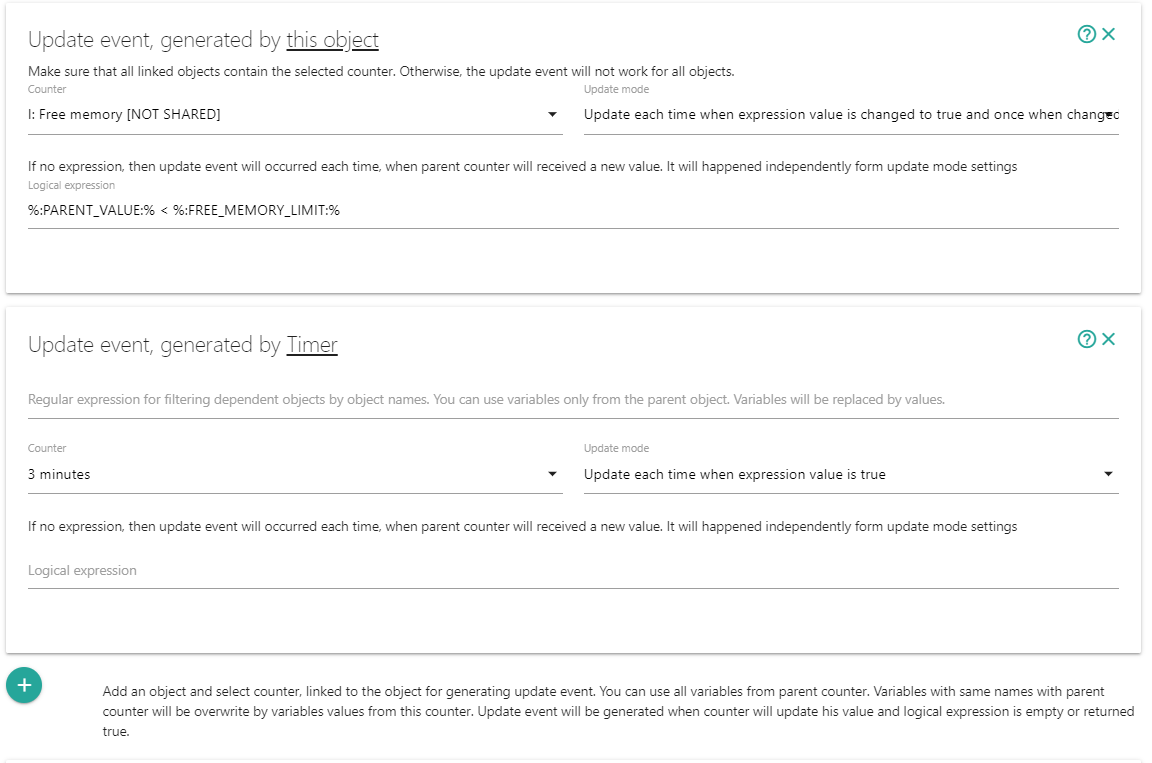 Update event, generated by this object
Make sure that all linked objects contain the selected counter. Otherwise, the update event will not work for all objects.
Counter
Update mode
I: Free memory [NOT SHARED]
Update each time when expression value is changed to true and once when changed
If no expression, then update event will occurred each time, when parent counter will received a new value. It will happened independently form update mode settings
Logical expression
%:PARENT_VALUE:% < %:FREE_MEMORY_LIMIT:%
Update event, generated by Timer
Regular expression for filtering dependent objects by object names. You can use variables only from the parent object. Variables will be replaced by values.
Counter
Update mode
3 minutes
Update each time when expression value is true
If no expression, then update event will occurred each time, when parent counter will received a new value. It will happened independently form update mode settings
Logical expression
Add an object and select counter, linked to the object for generating update event. You can use all variables from parent counter. Variables with same names with parent
counter will be overwrite by variables values from this counter. Update event will be generated when counter will update his value and logical expression is empty or returned
true.